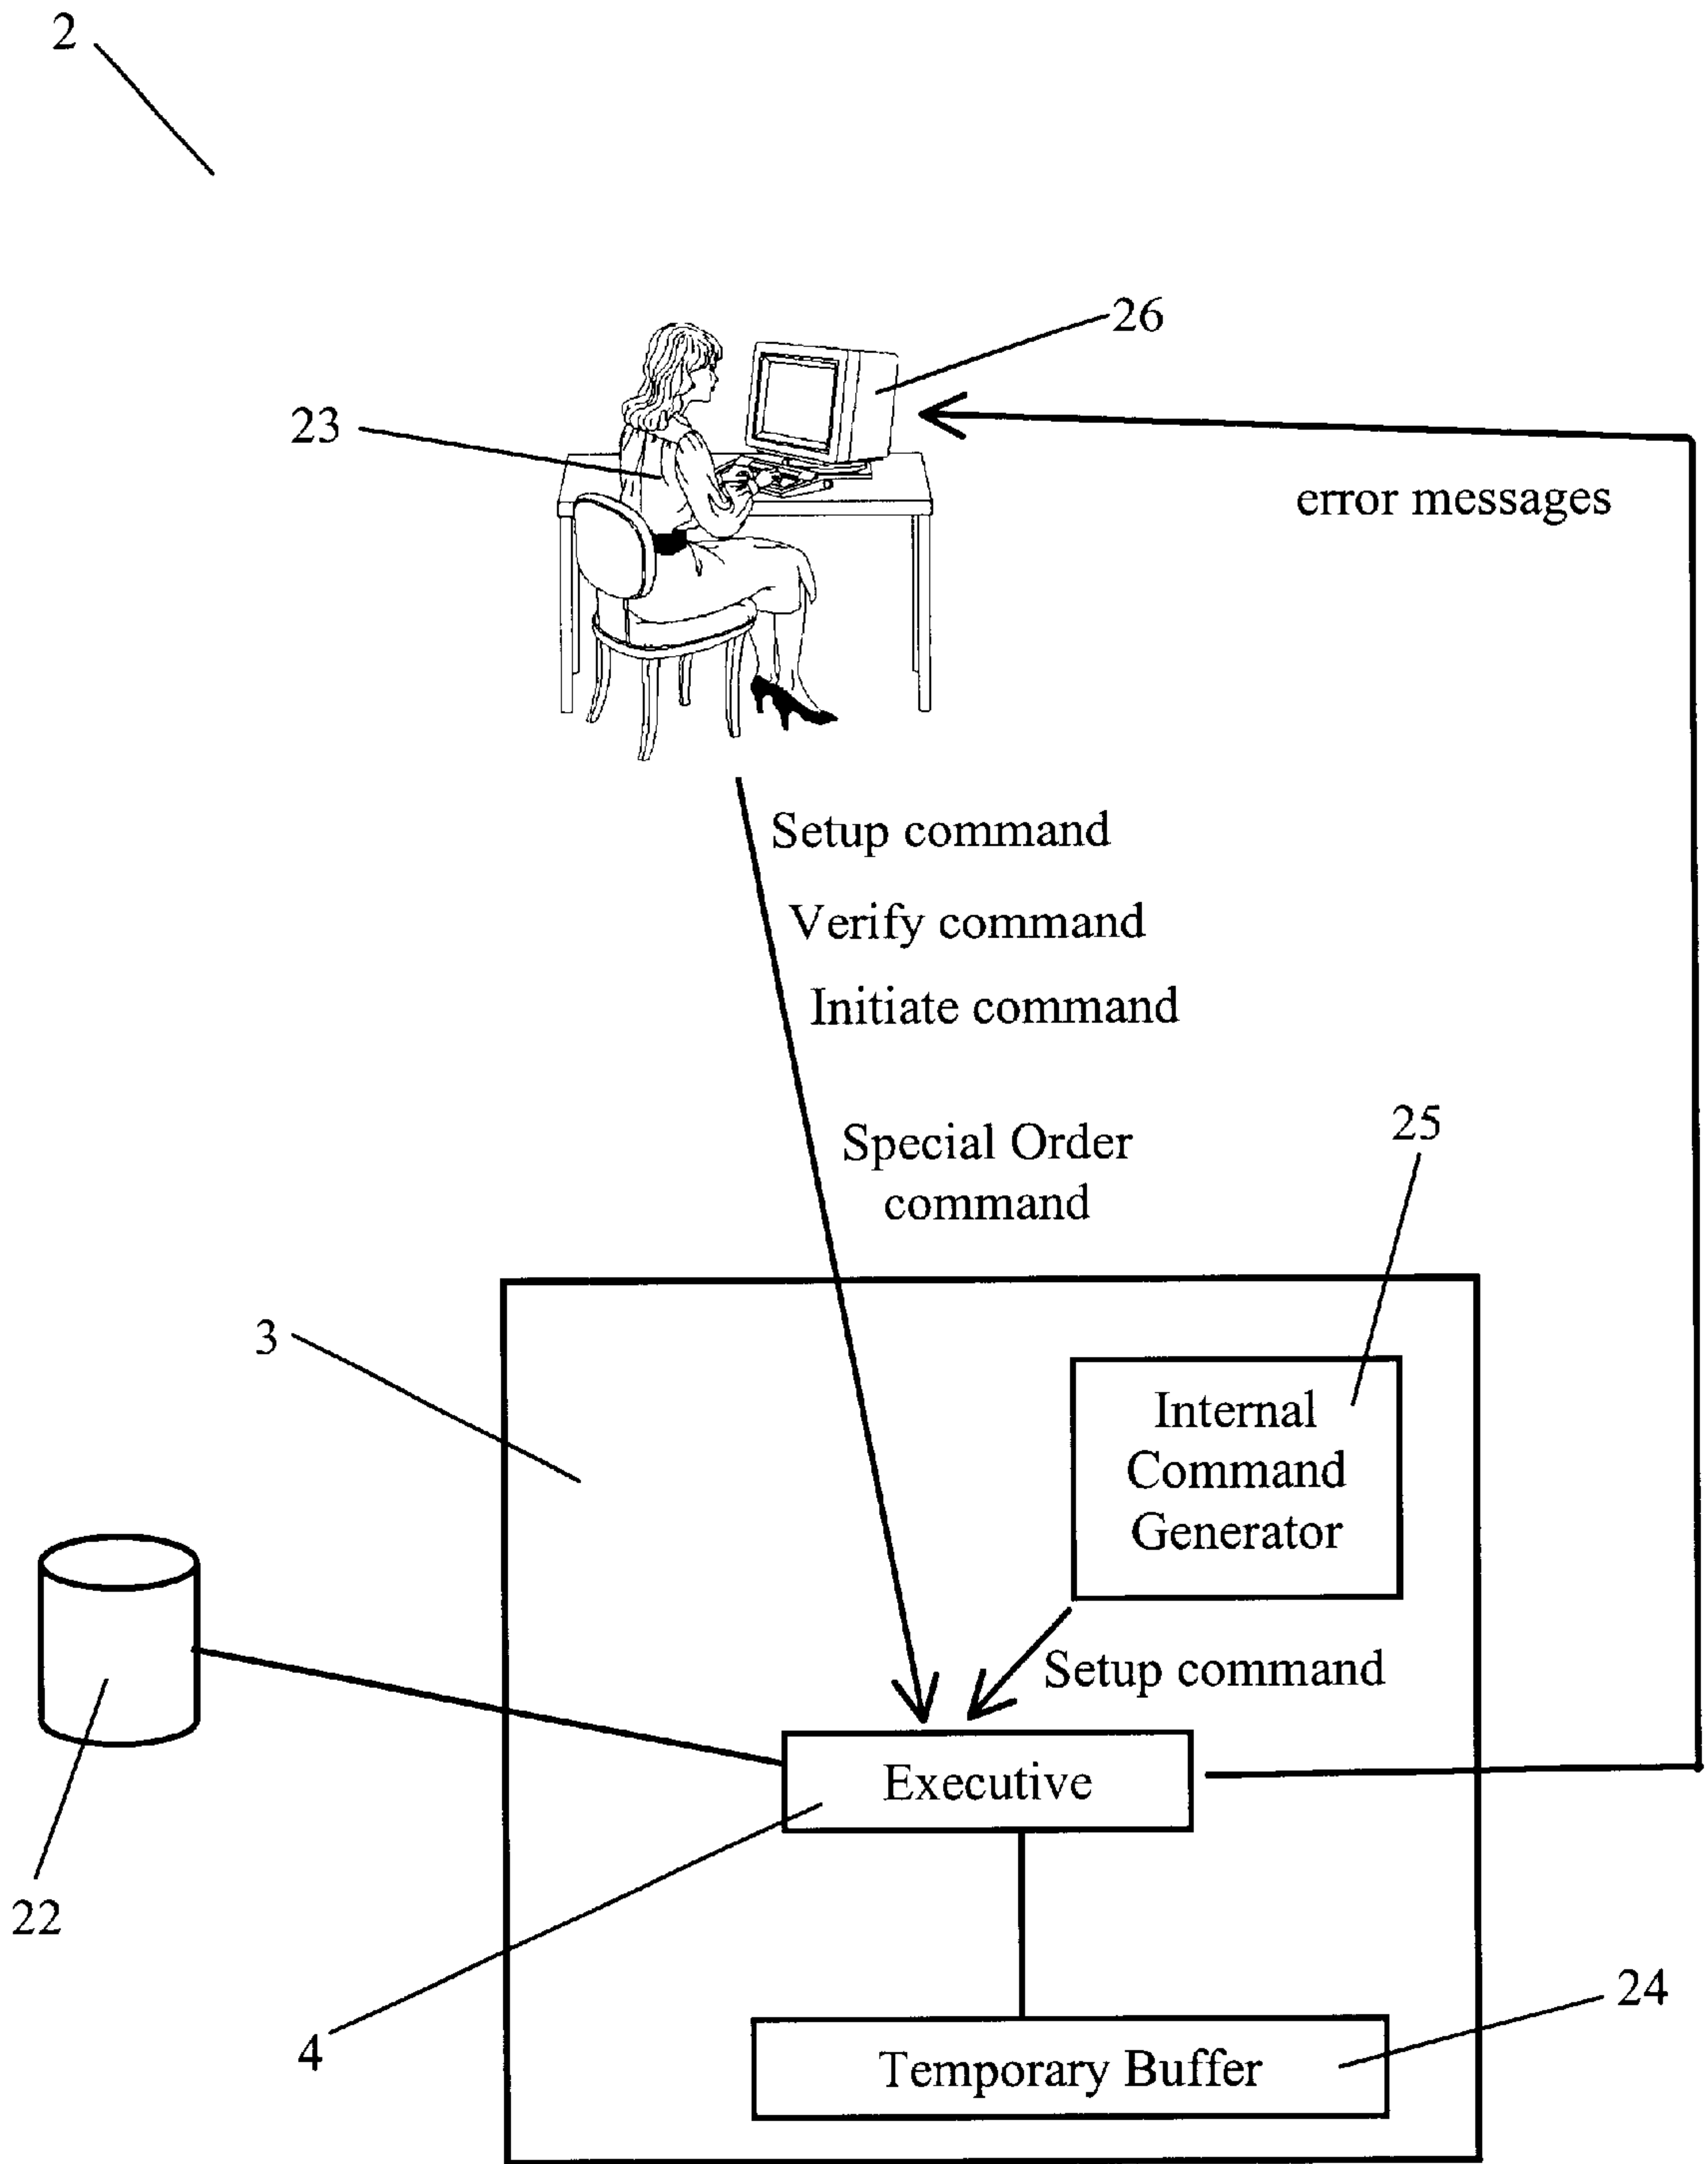 2
26
23
error messages
Setup command
Verify command
Initiate command
25
Special Order
command
3
Internal
Command
Generator
Setup command
Executive
22
24
4
Temporary Buffer